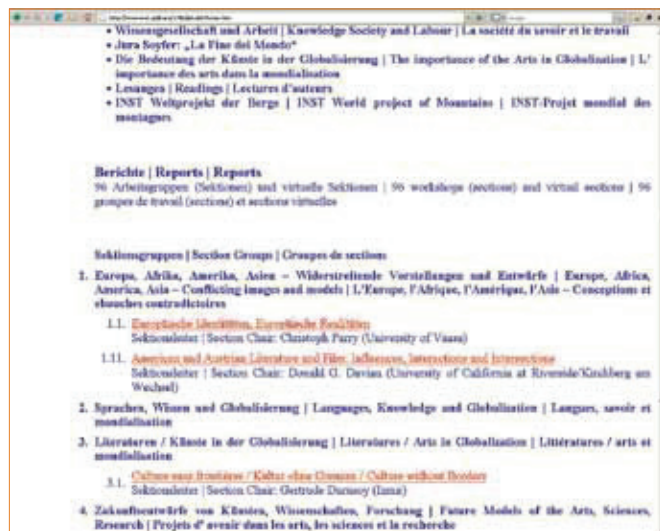 • Wissensgesellschaft und Arbeit | Knowledge Society and Labour | La société du savoir et le travail
• Jura Soyfer: „La Fine del Mondo“
• Die Bedeutung der Künste in der Globalisierung | The importance of the Arts in Globalization | L'
importance des arts dans la mondialisation
• Lesungen | Readings | Lectures d'auteurs
• INST Weltprojekt der Berge | INST World project of Mountains | INST-Projet mondial des
montagnes
Berichte | Reports | Reports
96 Arbeitsgruppen (Sektionen) und virtuelle Sektionen | 96 workshops (sections) and virtual sections | 96
groupes de travail (sections) et sections virtuelles
Sektionsgruppen | Section Groups | Groupes de sections
1. Europa, Afrika, Amerika, Asien – Widerstreitende Vorstellungen und Entwürfe | Europe, Africa,
America, Asia – Conflicting images and models | L'Europe, l'Afrique, l'Amérique, l'Asie – Conceptions et
ebauches contradictoires
1.1. Europäische Identitäten, Europäische Realitäten
Sektionsleiter | Section Chair: Christoph Parry (University of Vaasa)
1.11. American and Austrian Literature and Film: Influences, Interactions and Intersections
Sektionsleiter | Section Chair: Donald G. Daviau (University of California at Riverside/Kirchberg am
Wechsel)
2. Sprachen, Wissen und Globalisierung | Languages, Knowledge and Globalization | Langues, savoir et
mondialisation
3. Literaturen / Künste in der Globalisierung | Literatures / Arts in Globalization | Littératures / arts et
mondialisation
3.1. Culture sans frontières / Kultur ohne Grenzen / Culture without Borders
Sektionsleiter | Section Chair: Gertrude
4. Zukunftsentwürfe von Künsten, Wissenschaften, Forschung | Future Models of the Arts, Sciences,
Research | Projets d' avenir dans les arts, les sciences et la recherche